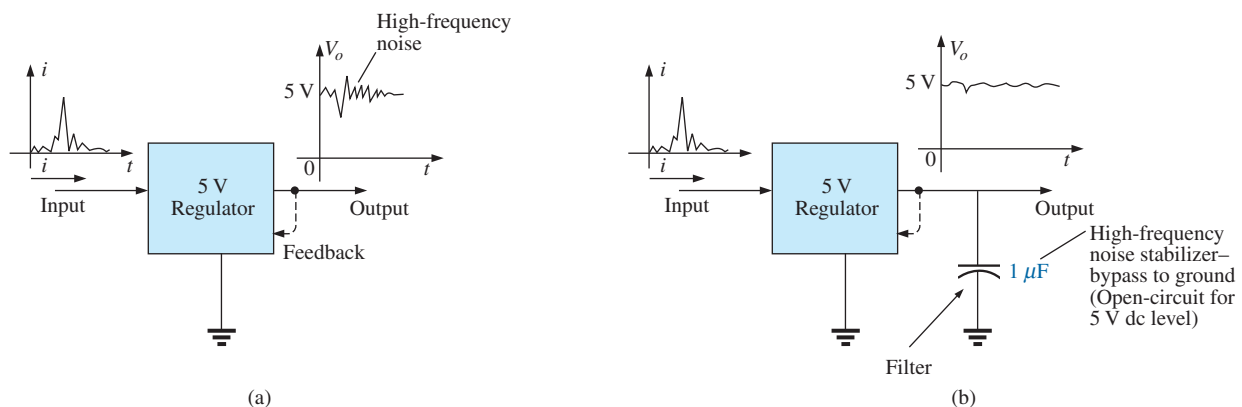 High-frequency
noise
V_o
5 V
0
t
i
t
i
Input
5 V
Regulator
Output
Feedback
(a)
V_o
5 V
0
t
i
t
i
Input
5 V
Regulator
Output
1 μF
High-frequency
noise stabilizer–
bypass to ground
(Open-circuit for
5 V dc level)
Filter
(b)